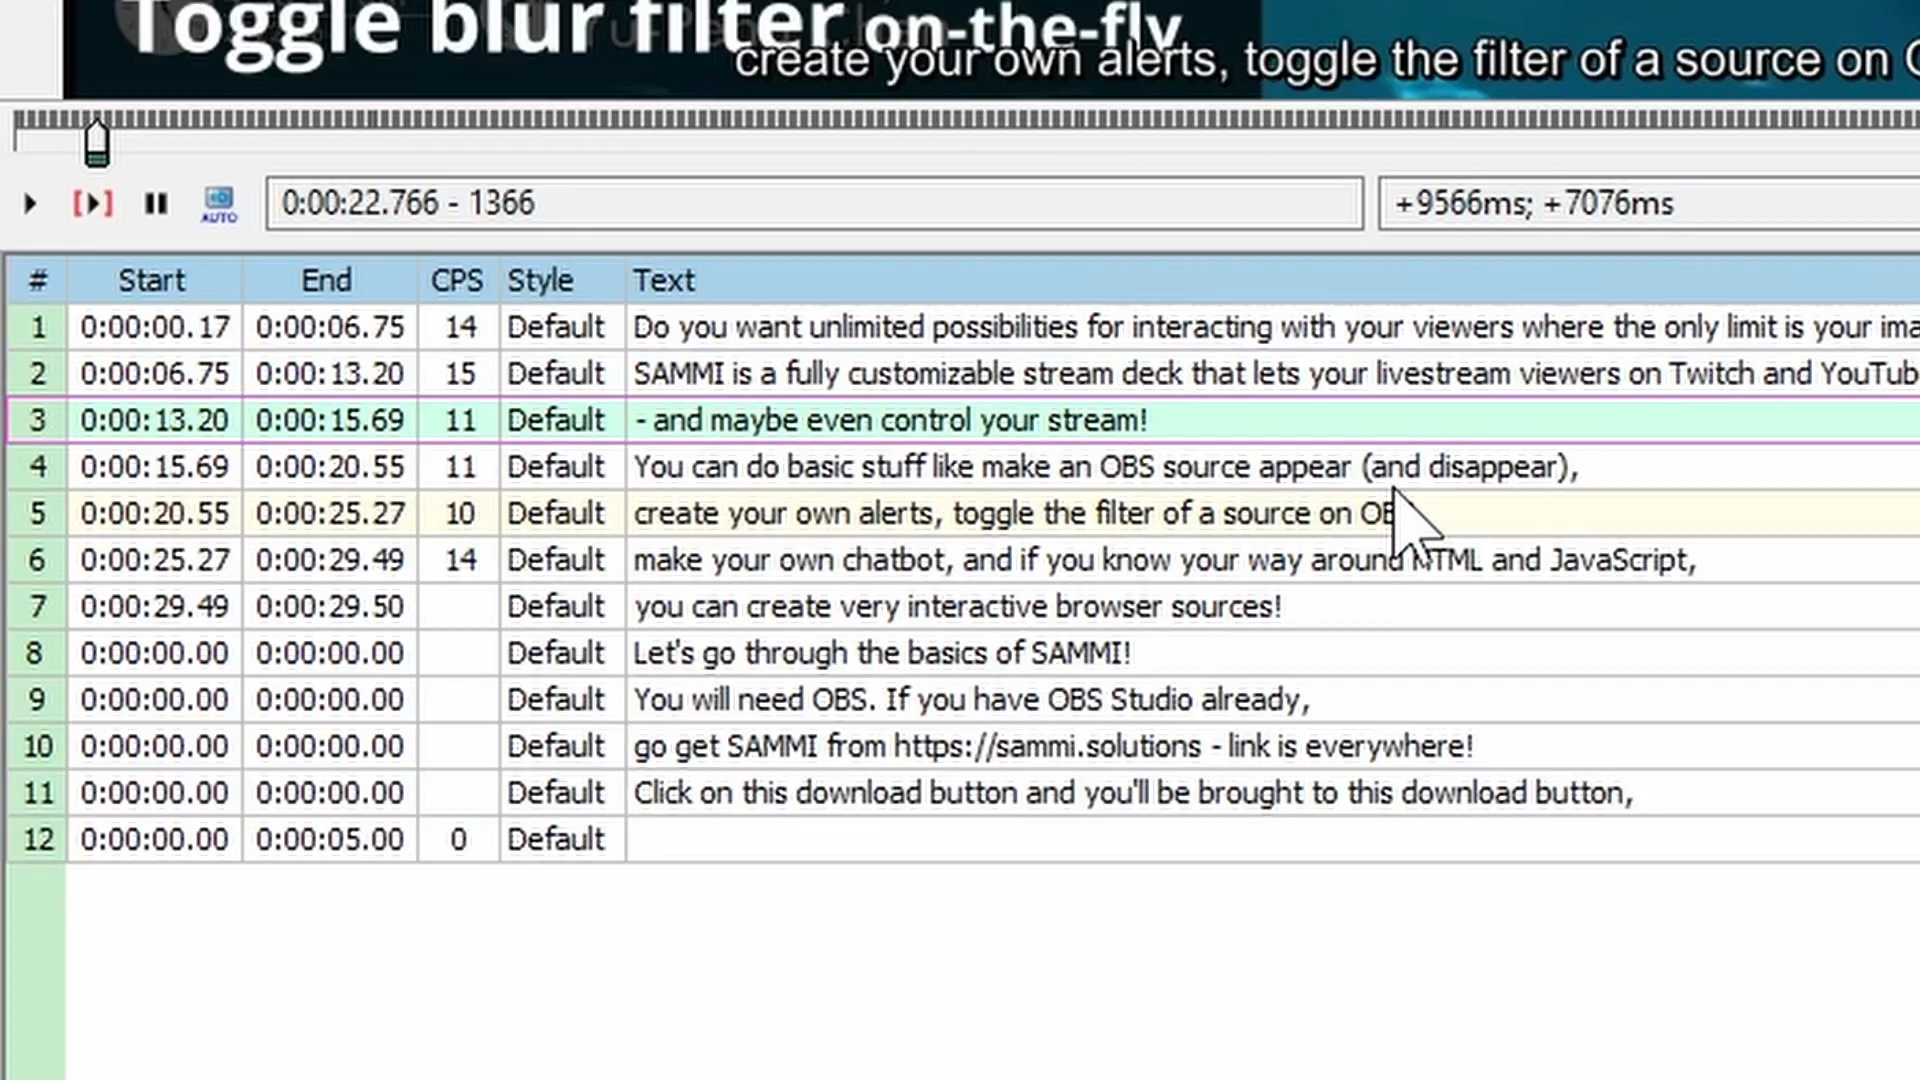 Toggle blur filter on-the-fly
create your own alerts, toggle the filter of a source on
AUTO
0:00:22.766 - 1366
+9566ms; +7076ms
# Start End CPS Style Text
1 0:00:00.17 0:00:06.75 14 Default Do you want unlimited possibilities for interacting with your viewers where the only limit is your ima
2 0:00:06.75 0:00:13.20 15 Default SAMMI is a fully customizable stream deck that lets your livestream viewers on Twitch and YouTub
3 0:00:13.20 0:00:15.69 11 Default - and maybe even control your stream!
4 0:00:15.69 0:00:20.55 11 Default You can do basic stuff like make an OBS source appear (and disappear),
5 0:00:20.55 0:00:25.27 10 Default create your own alerts, toggle the filter of a source on OB
6 0:00:25.27 0:00:29.49 14 Default make your own chatbot, and if you know your way around HTML and JavaScript,
7 0:00:29.49 0:00:29.50 Default you can create very interactive browser sources!
8 0:00:00.00 0:00:00.00 Default Let's go through the basics of SAMMI!
9 0:00:00.00 0:00:00.00 Default You will need OBS. If you have OBS Studio already,
10 0:00:00.00 0:00:00.00 Default go get SAMMI from https://sammi.solutions - link is everywhere!
11 0:00:00.00 0:00:00.00 Default Click on this download button and you'll be brought to this download button,
12 0:00:00.00 0:00:05.00 0 Default